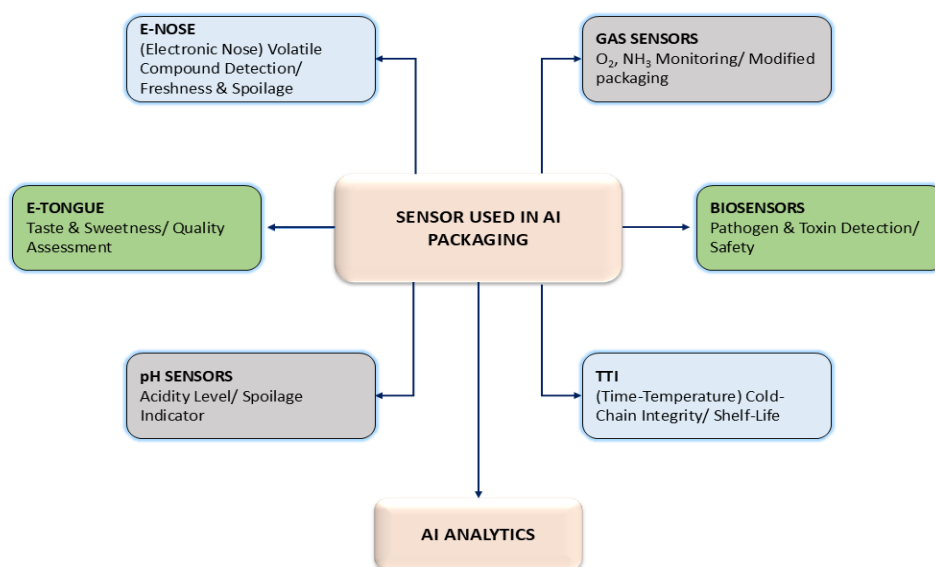 E-NOSE
(Electronic Nose) Volatile
Compound Detection/
Freshness & Spoilage
GAS SENSORS
O₂, NH₃ Monitoring/ Modified
packaging
E-TONGUE
Taste & Sweetness/ Quality
Assessment
SENSOR USED IN AI
PACKAGING
BIOSENSORS
Pathogen & Toxin Detection/
Safety
pH SENSORS
Acidity Level/ Spoilage
Indicator
TTI
(Time-Temperature) Cold-
Chain Integrity/ Shelf-Life
AI ANALYTICS